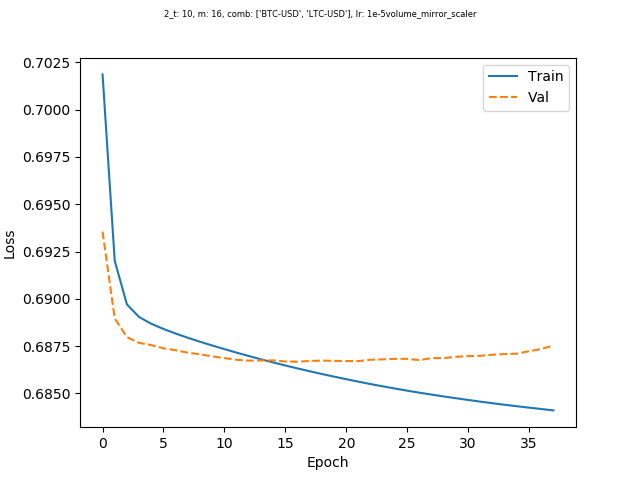 2_t: 10, m: 16, comb: ['BTC-USD', 'LTC-USD'], lr: 1e-5volume_mirror_scaler
0.7025
0.7000
0.6975
0.6950
0.6925
0.6900
0.6875
0.6850
Loss
Train
Val
0 5 10 15 20 25 30 35
Epoch